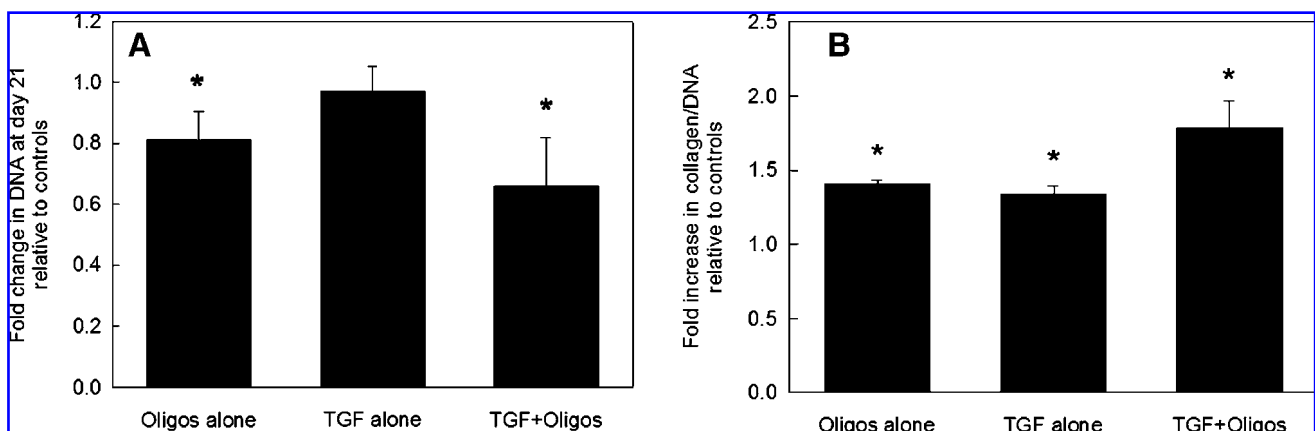 A
Fold change in DNA at day 21
relative to controls
1.2
1.0
0.8
0.6
0.4
0.2
0.0
*
*
Oligos alone
TGF alone
TGF+Oligos
B
Fold increase in collagen/DNA
relative to controls
2.5
2.0
1.5
1.0
0.5
0.0
*
*
*
Oligos alone
TGF alone
TGF+Oligos